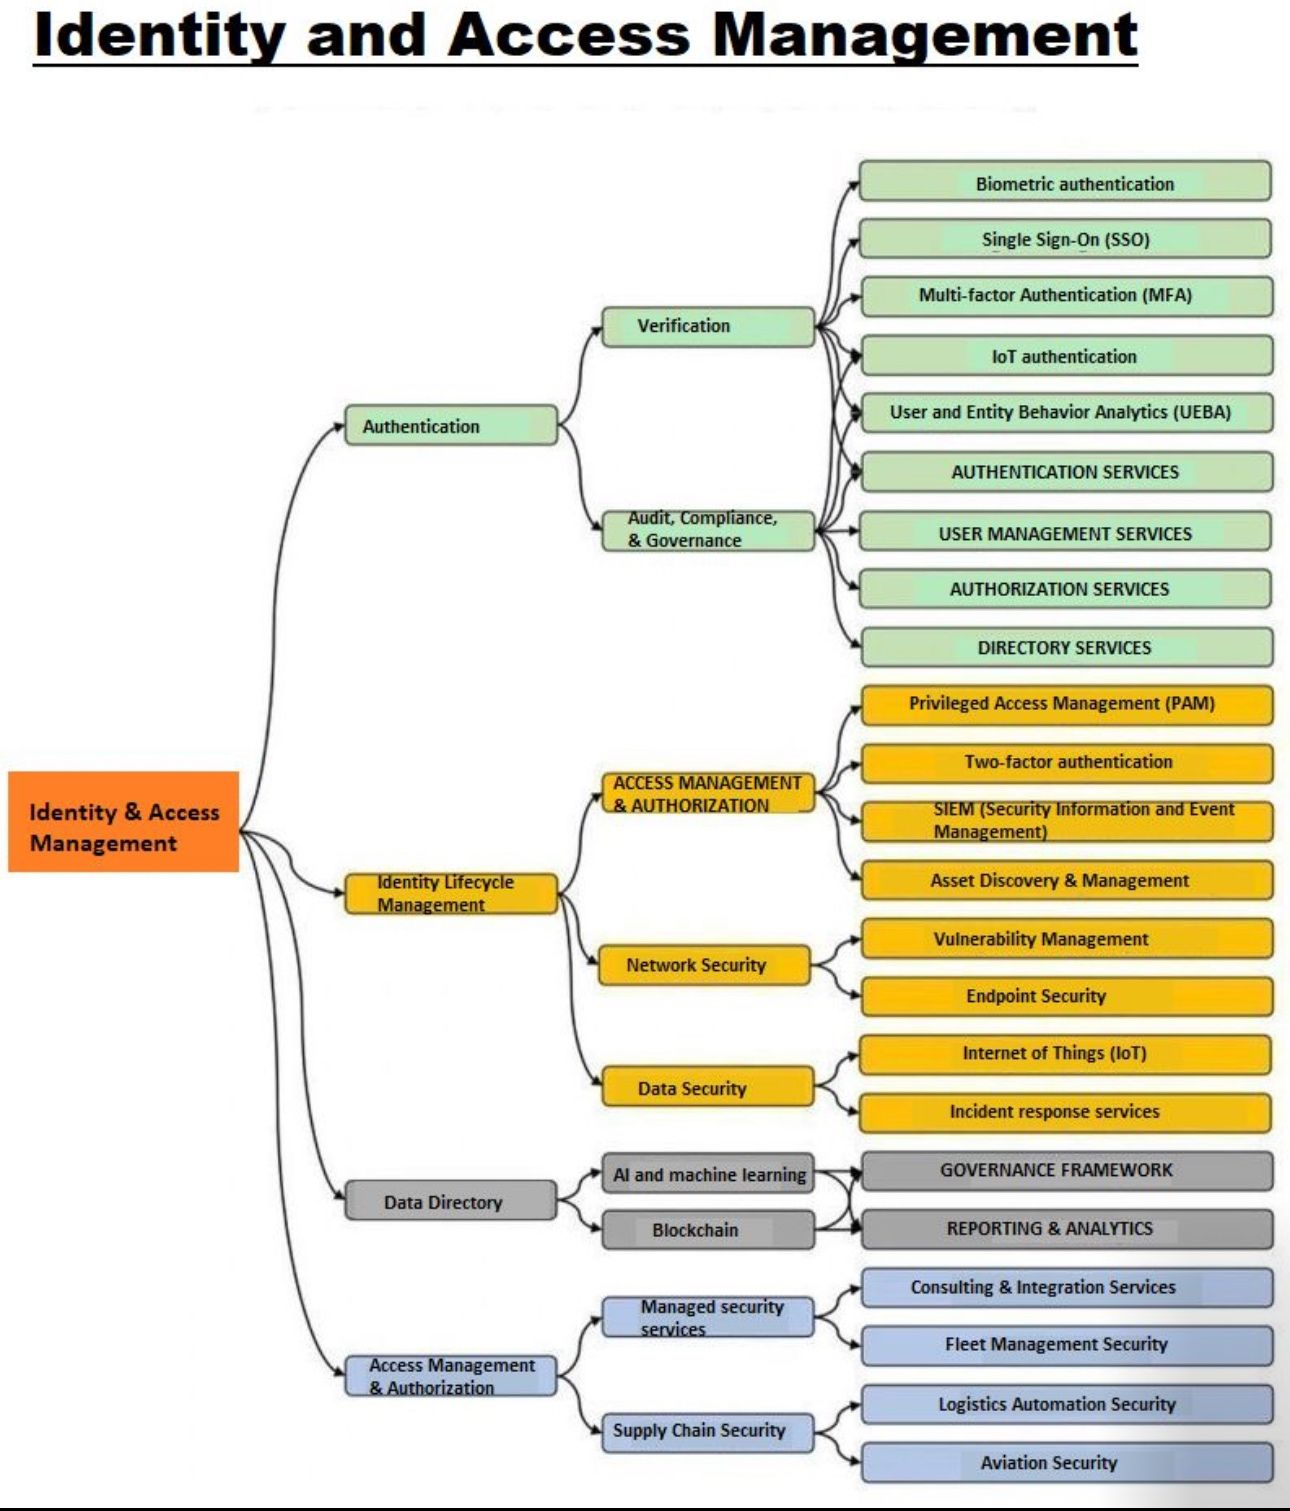 Identity and Access Management
Biometric authentication
Single Sign-On (SSO)
Multi-factor Authentication (MFA)
Verification
IoT authentication
User and Entity Behavior Analytics (UEBA)
Authentication
AUTHENTICATION SERVICES
Audit, Compliance,
& Governance
USER MANAGEMENT SERVICES
AUTHORIZATION SERVICES
DIRECTORY SERVICES
Privileged Access Management (PAM)
Two-factor authentication
ACCESS MANAGEMENT
& AUTHORIZATION
SIEM (Security Information and Event
Management)
Identity & Access
Management
Asset Discovery & Management
Identity Lifecycle
Management
Vulnerability Management
Network Security
Endpoint Security
Internet of Things (IoT)
Data Security
Incident response services
AI and machine learning
GOVERNANCE FRAMEWORK
Data Directory
Blockchain
REPORTING & ANALYTICS
Consulting & Integration Services
Managed security
services
Fleet Management Security
Access Management
& Authorization
Logistics Automation Security
Supply Chain Security
Aviation Security